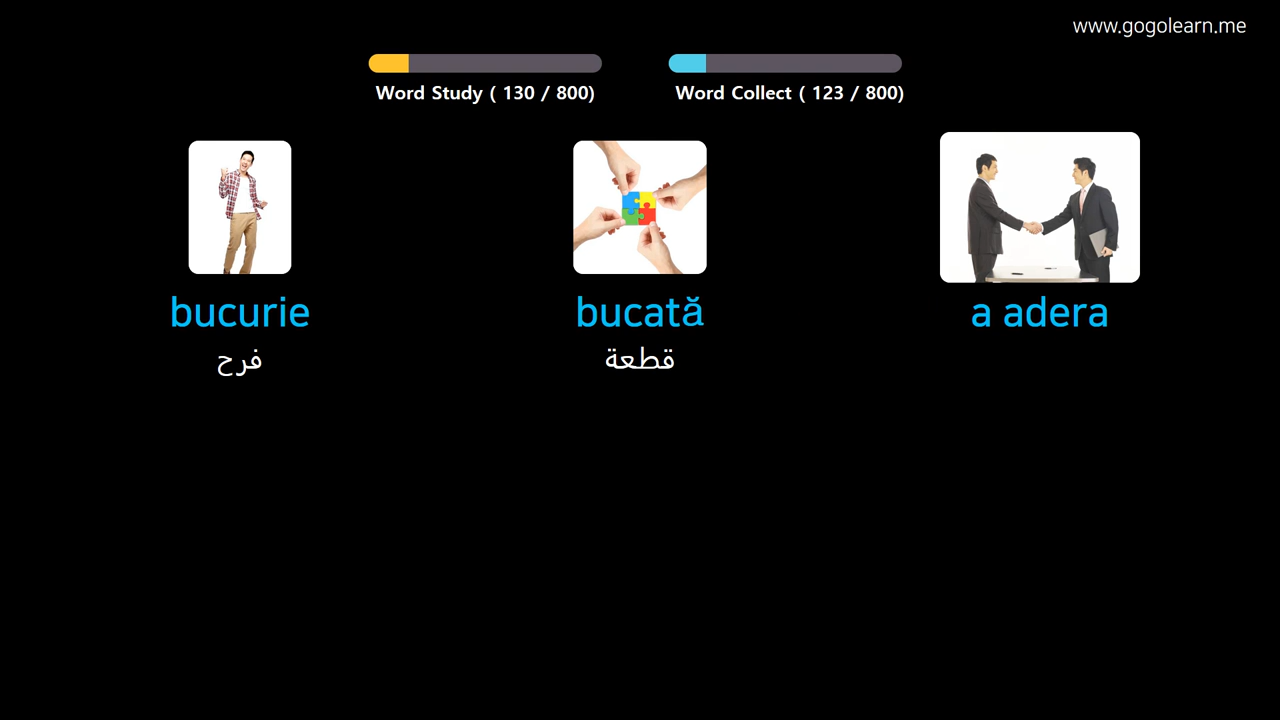 www.gogolearn.me
Word Study ( 130 / 800)
Word Collect ( 123 / 800)
bucurie
bucată
a adera
فرح
قطعة